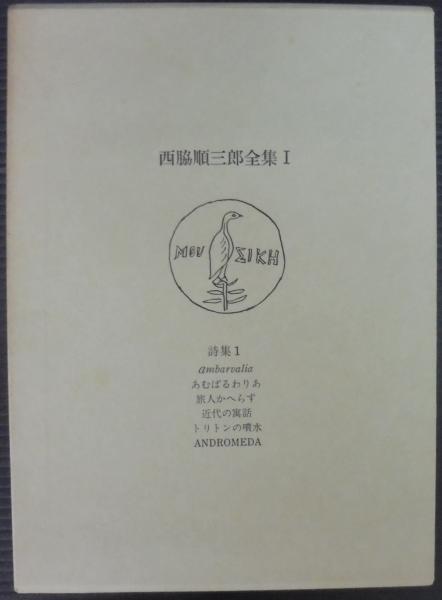 西脇順三郎全集 I
ΜΟΥ ΣΙΚΗ
詩集 1
ambarvalia
あむばるわりあ
旅人かへらず
近代の寓話
トリトンの噴水
ANDROMEDA